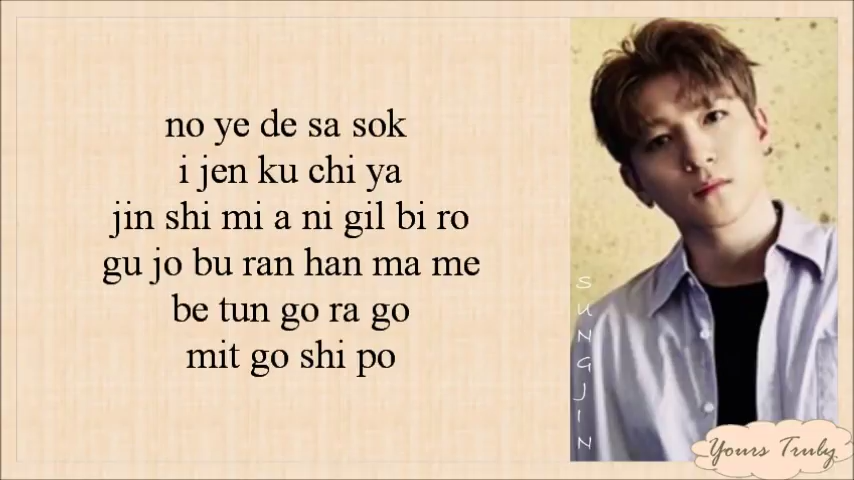 no ye de sa sok
i jen ku chi ya
jin shi mi a ni gil bi ro
gu jo bu ran han ma me
be tun go ra go
mit go shi po
SUNGJIN
Yours Truly